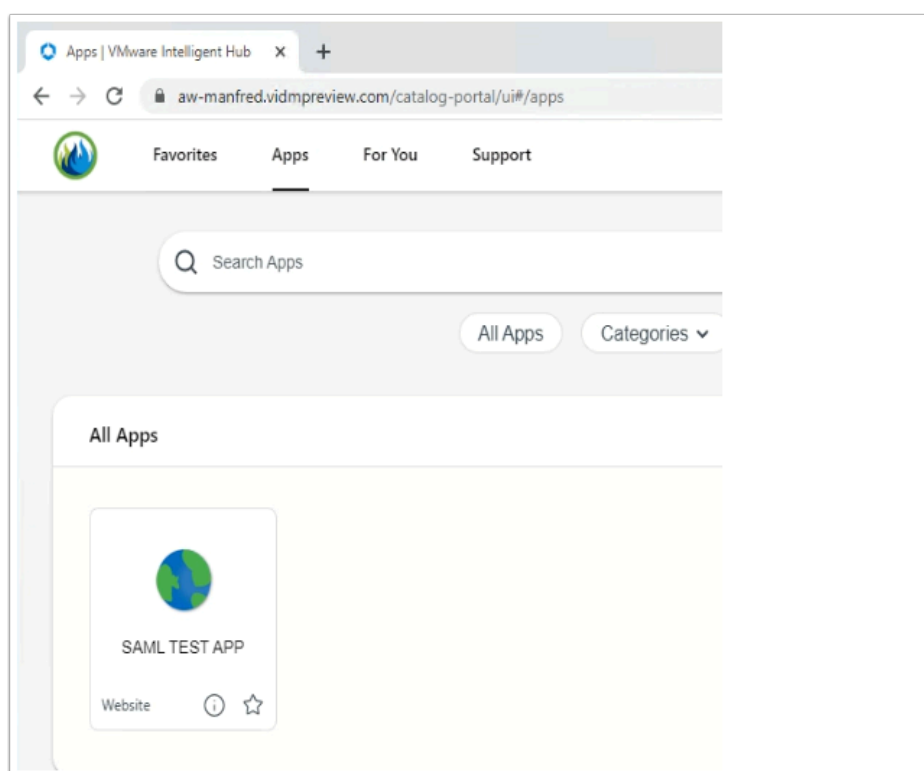 Apps | VMware Intelligent Hub
aw-manfred.vidmpreview.com/catalog-portal/ui#/apps
Favorites Apps For You Support
Search Apps
All Apps Categories
All Apps
SAML TEST APP
Website